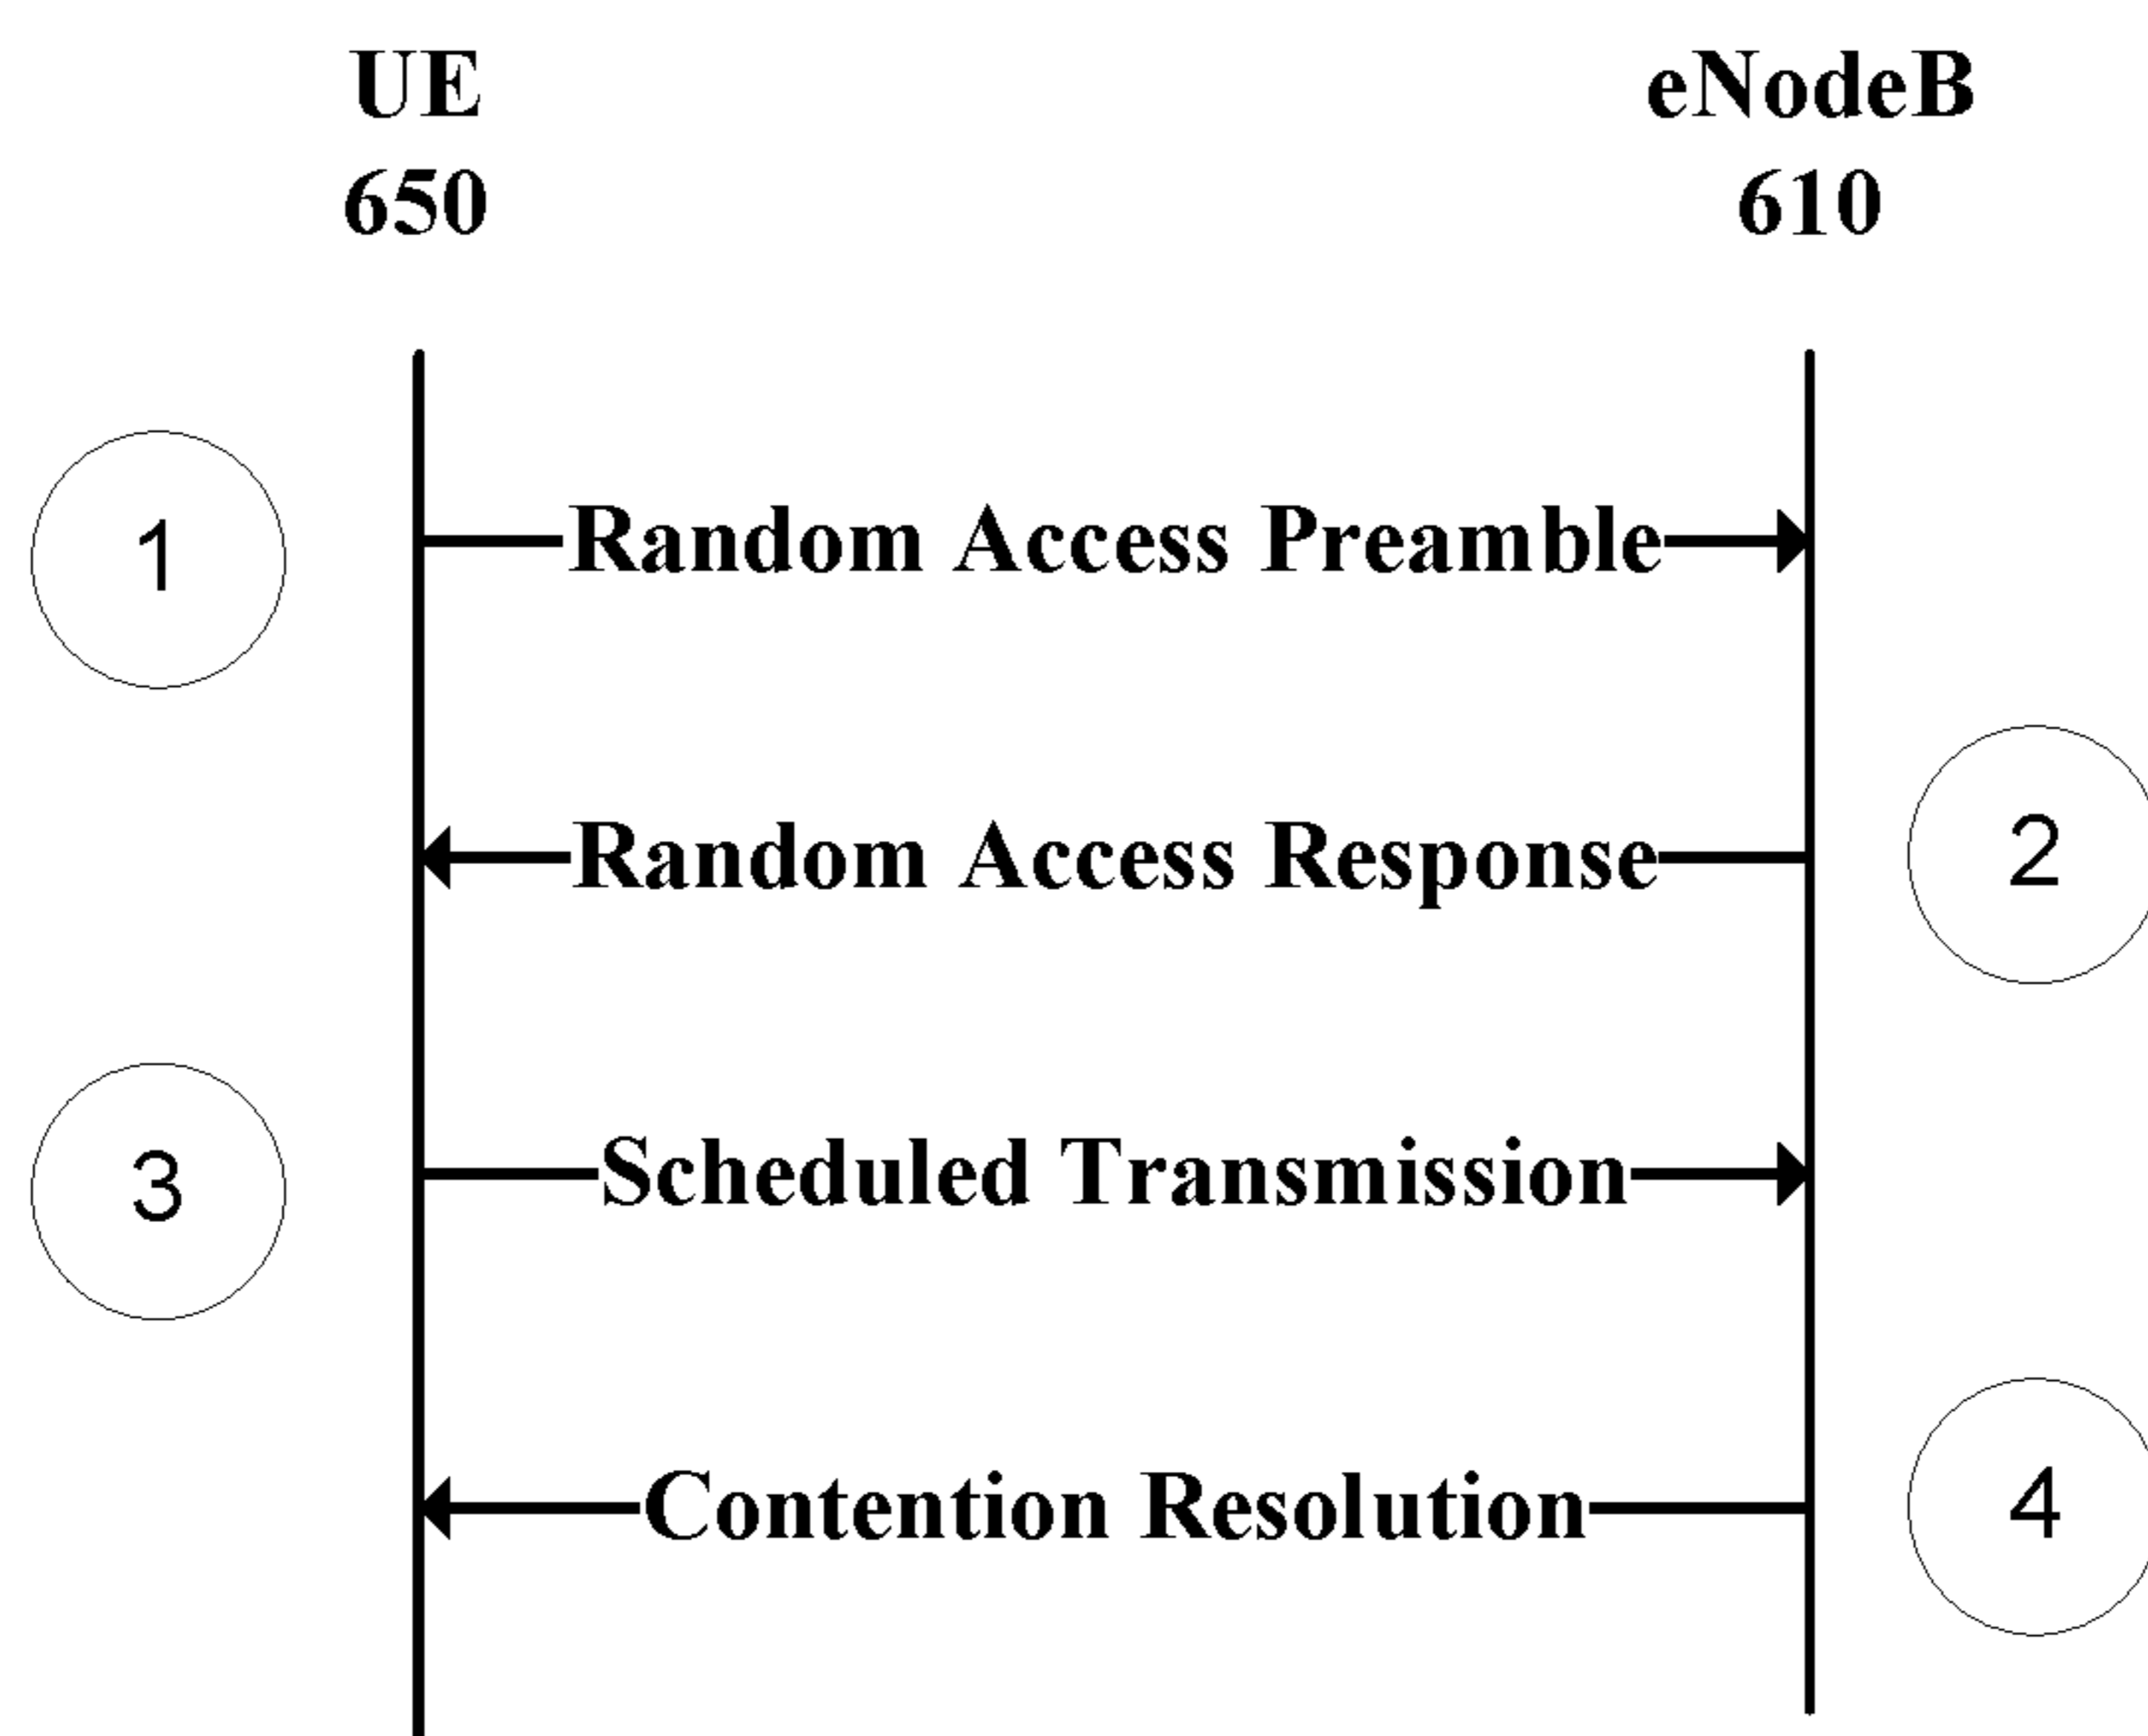 UE
650
eNodeB
610
1
Random Access Preamble
Random Access Response
2
3
Scheduled Transmission
Contention Resolution
4